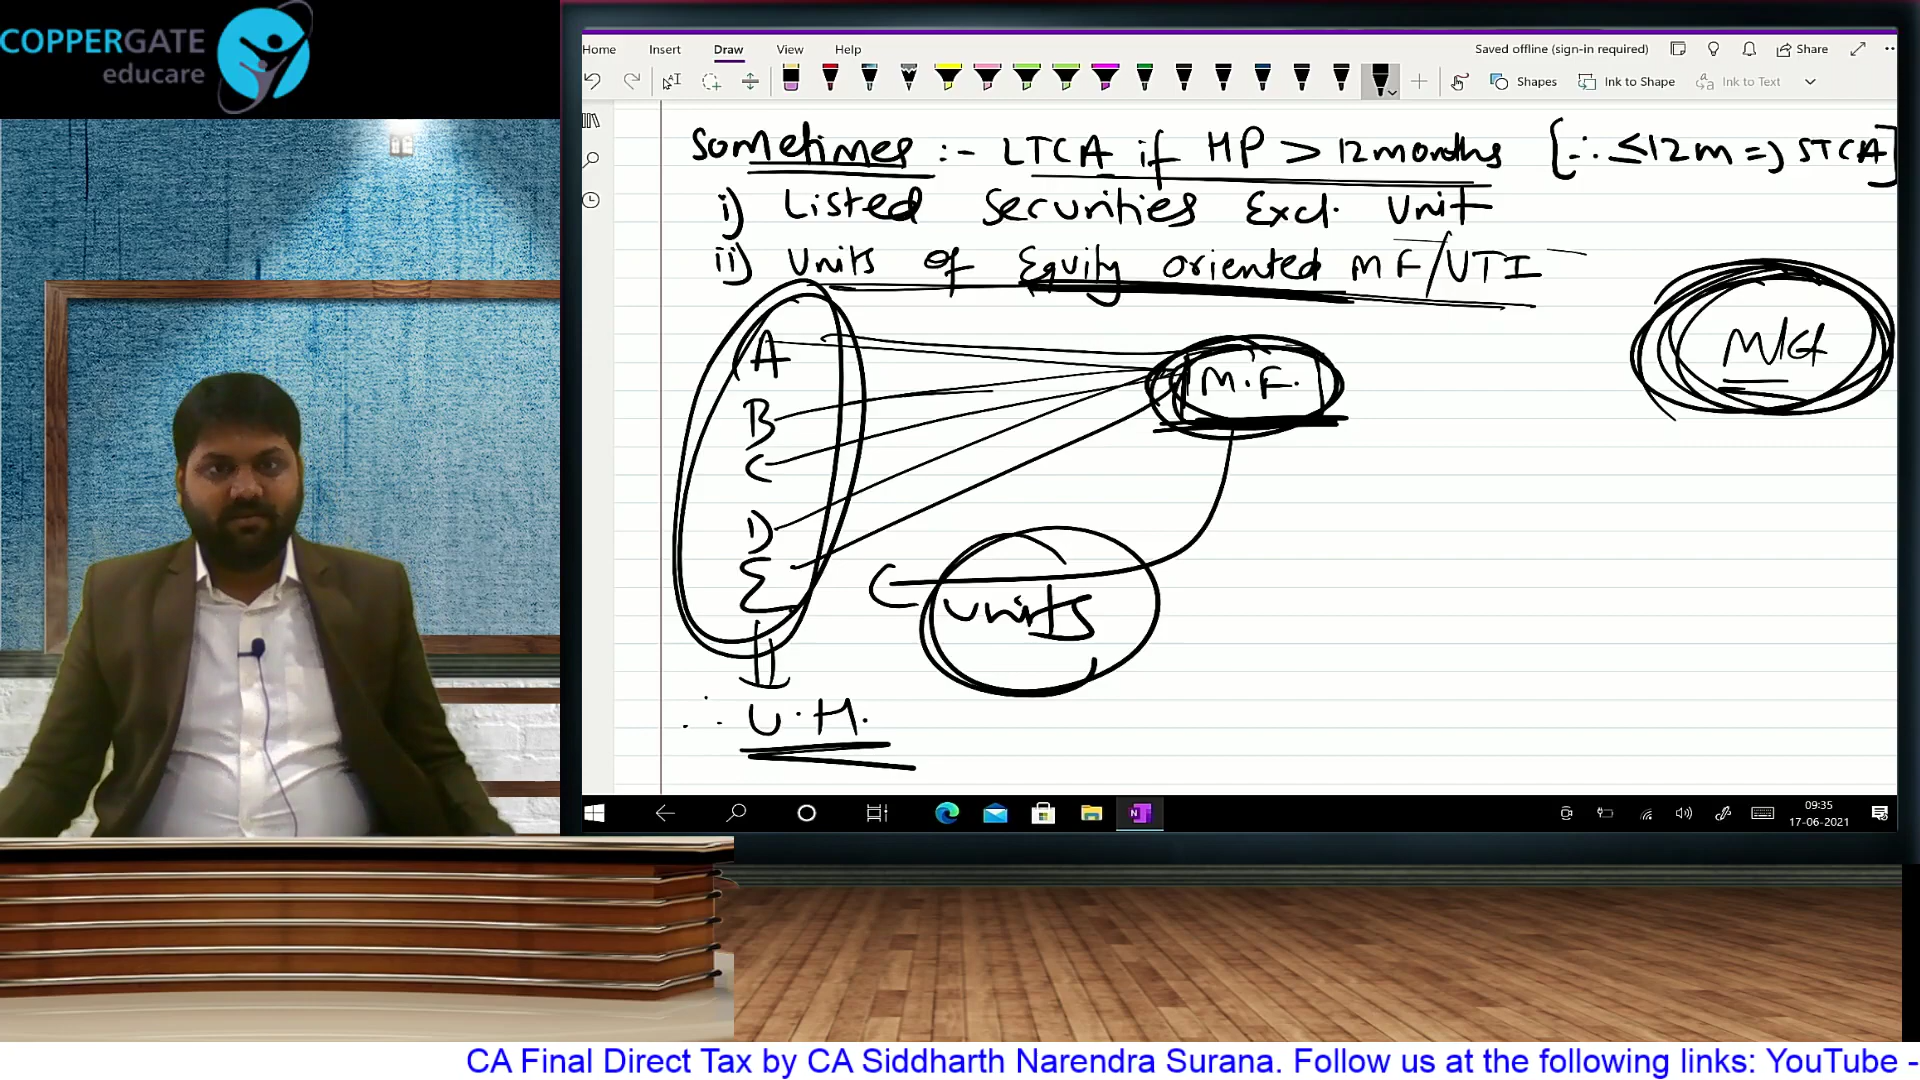 COPPERGATE
educare
Home Insert Draw View Help
Saved offline (sign-in required) Share
Shapes Ink to Shape Ink to Text
Sometimes :- LTCA if HP > 12 months [∴ ≤12m => STCA]
i) Listed Securities Excl. Unit
ii) Units of Equity oriented MF/UTI
A
B
C
D
E
M.F.
units
∴ U.H.
09:35
17-06-2021
CA Final Direct Tax by CA Siddharth Narendra Surana. Follow us at the following links: YouTube -